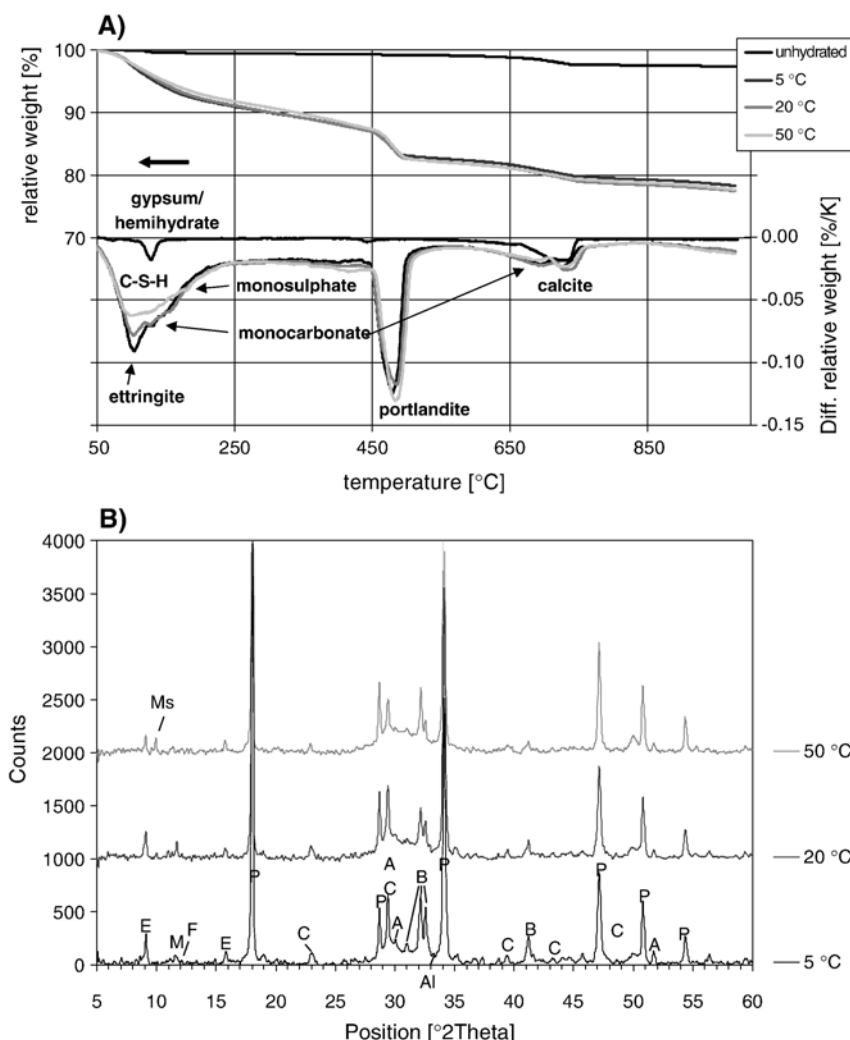 A)
100
90
80
70
relative weight [%]
unhydrated
5 °C
20 °C
50 °C
gypsum/
hemihydrate
C-S-H
monosulphate
monocarbonate
calcite
ettringite
portlandite
0.00
-0.05
-0.10
-0.15
Diff. relative weight [%/K]
50 250 450 650 850
temperature [°C]
B)
4000
3500
3000
2500
2000
1500
1000
500
0
Counts
Ms
50 °C
20 °C
5 °C
P A P
E M F E C P C A B P C B C P C P A P
Al
5 10 15 20 25 30 35 40 45 50 55 60
Position [°2Theta]